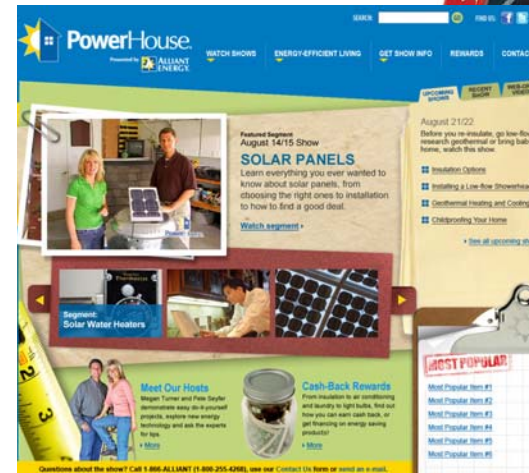 SEARCH:
FIND US:
PowerHouse
Presented by ALLIANT ENERGY
WATCH SHOWS
ENERGY-EFFICIENT LIVING
GET SHOW INFO
REWARDS
CONTAC
UPCOMING SHOWS
RECENT SHOW
Featured Segment
August 14/15 Show
SOLAR PANELS
Learn everything you ever wanted to
know about solar panels, from
choosing the right ones to installation
to how to find a good deal.
Watch segment
August 21/22
Before you re-insulate, go low-flow
research geothermal or bring bab
home, watch this show.
Insulation Options
Installing a Low-flow Showerhead
Geothermal Heating and Cooling
Childproofing Your Home
See all upcoming sh
Segment:
Solar Water Heaters
Meet Our Hosts
Megan Turner and Pete Sayfer
demonstrate easy do-it-yourself
projects, explore new energy
technology and ask the experts
for tips.
More
Cash-Back Rewards
From insulation to air conditioning
and laundry to light bulbs, find out
how you can earn cash back, or
get financing on energy saving
products!
More
MOST POPULAR
Most Popular Item #1
Most Popular Item #2
Most Popular Item #3
Most Popular Item #4
Most Popular Item #5
Most Popular Item #6
Questions about the show? Call 1-866-ALLIANT (1-800-255-4268), use our Contact Us form or send an e-mail.